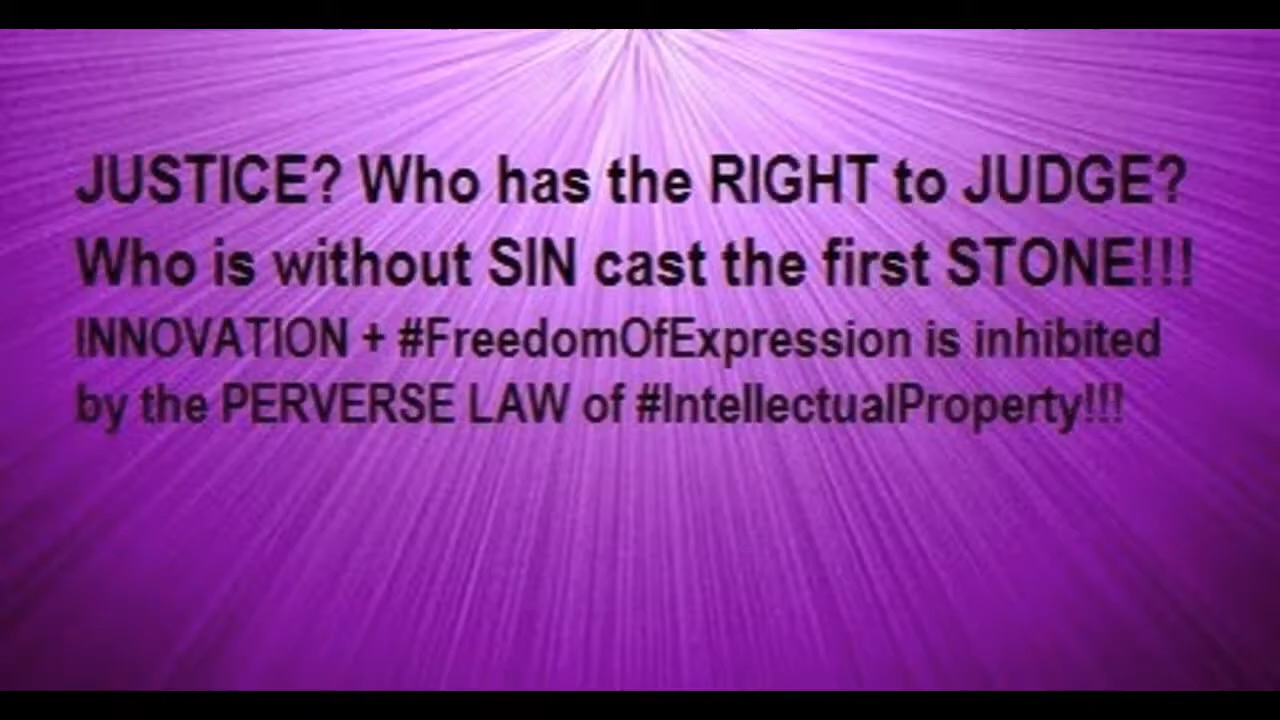 JUSTICE? Who has the RIGHT to JUDGE?
Who is without SIN cast the first STONE!!!
INNOVATION + #FreedomOfExpression is inhibited
by the PERVERSE LAW of #IntellectualProperty!!!